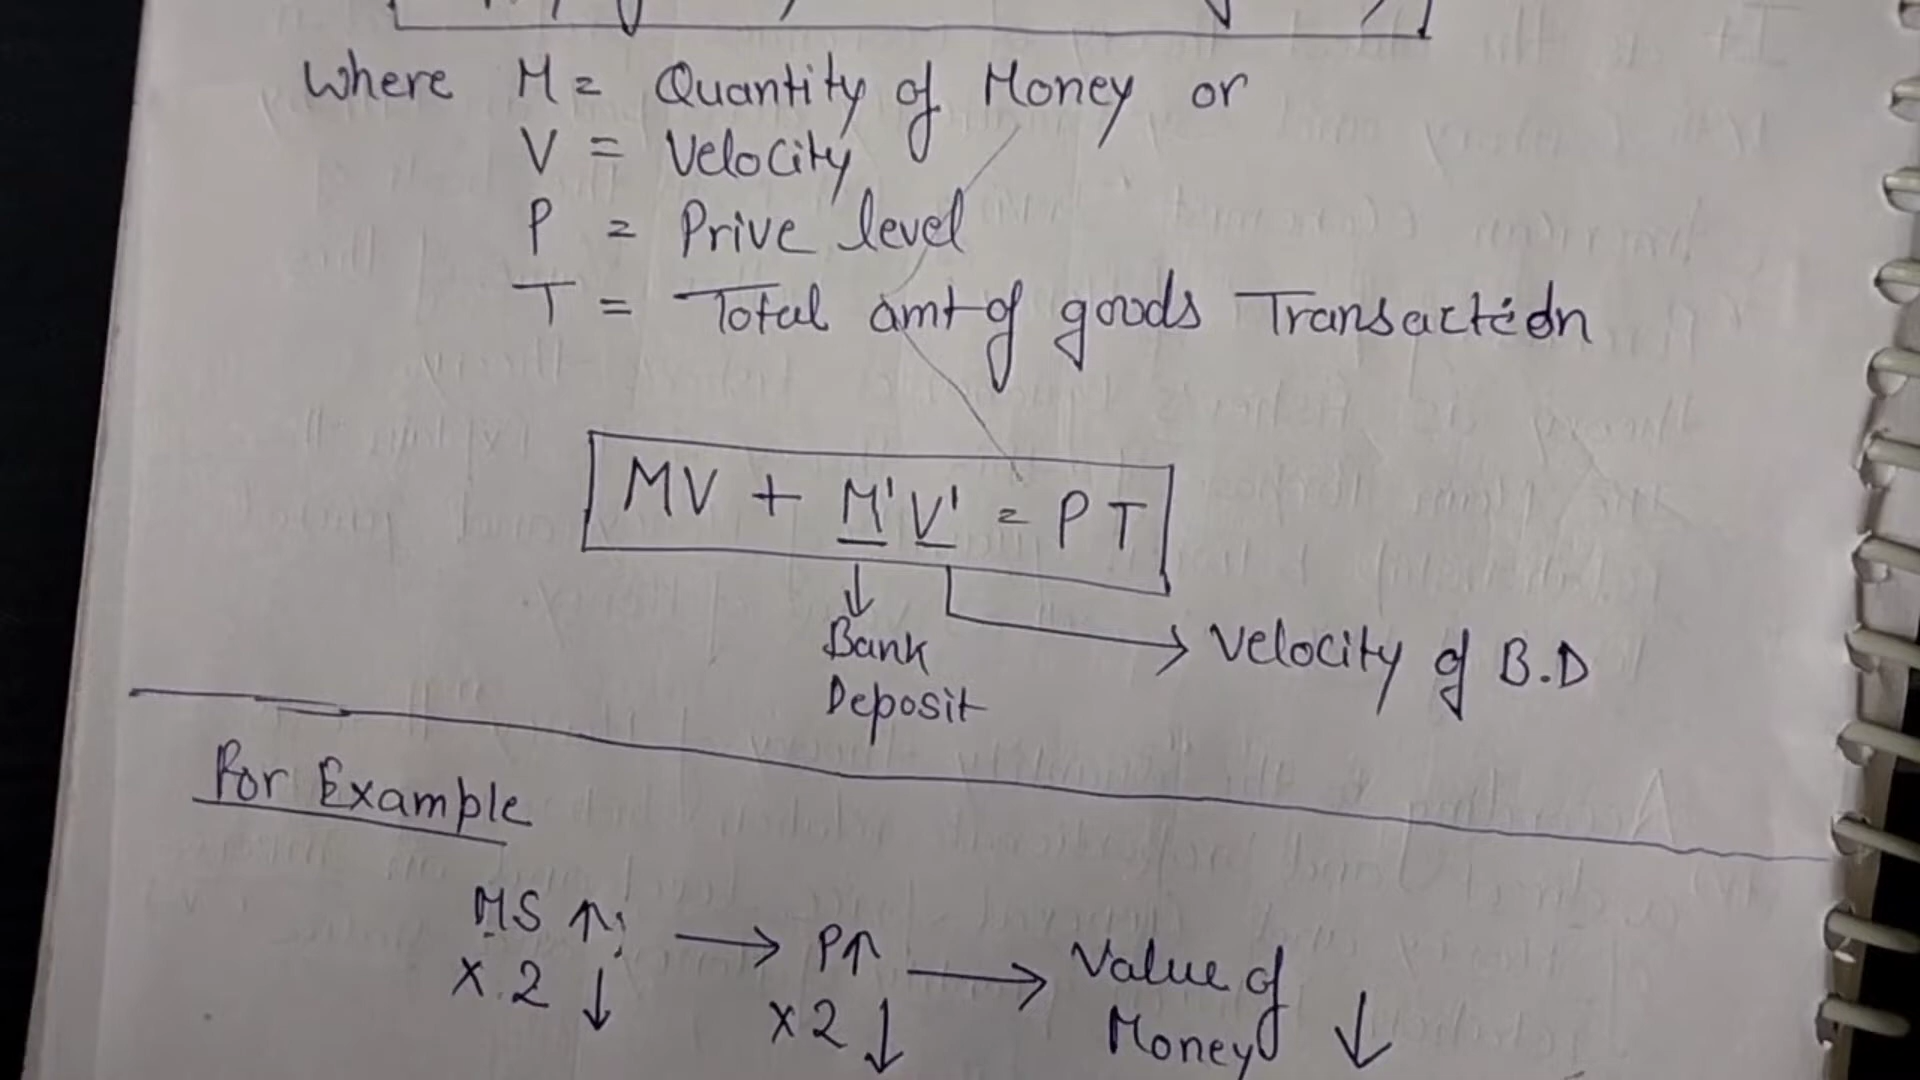 Where M = Quantity of Money or
V = Velocity
P = Prive level
T = Total amt of goods Transaction
MV + M'V' = PT
↓
Bank
Deposit
→ Velocity of B.D
For Example
MS ↑; → P↑ → Value of
x.2 ↓ x2 ↓ Money ↓